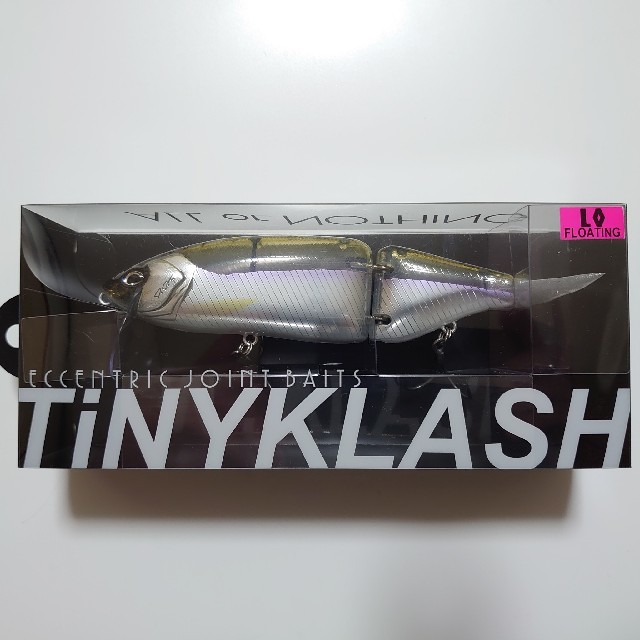 ALL or NOTHING
LO
FLOATING
ECCENTRIC JOINT BAITS
TiNYKLASH